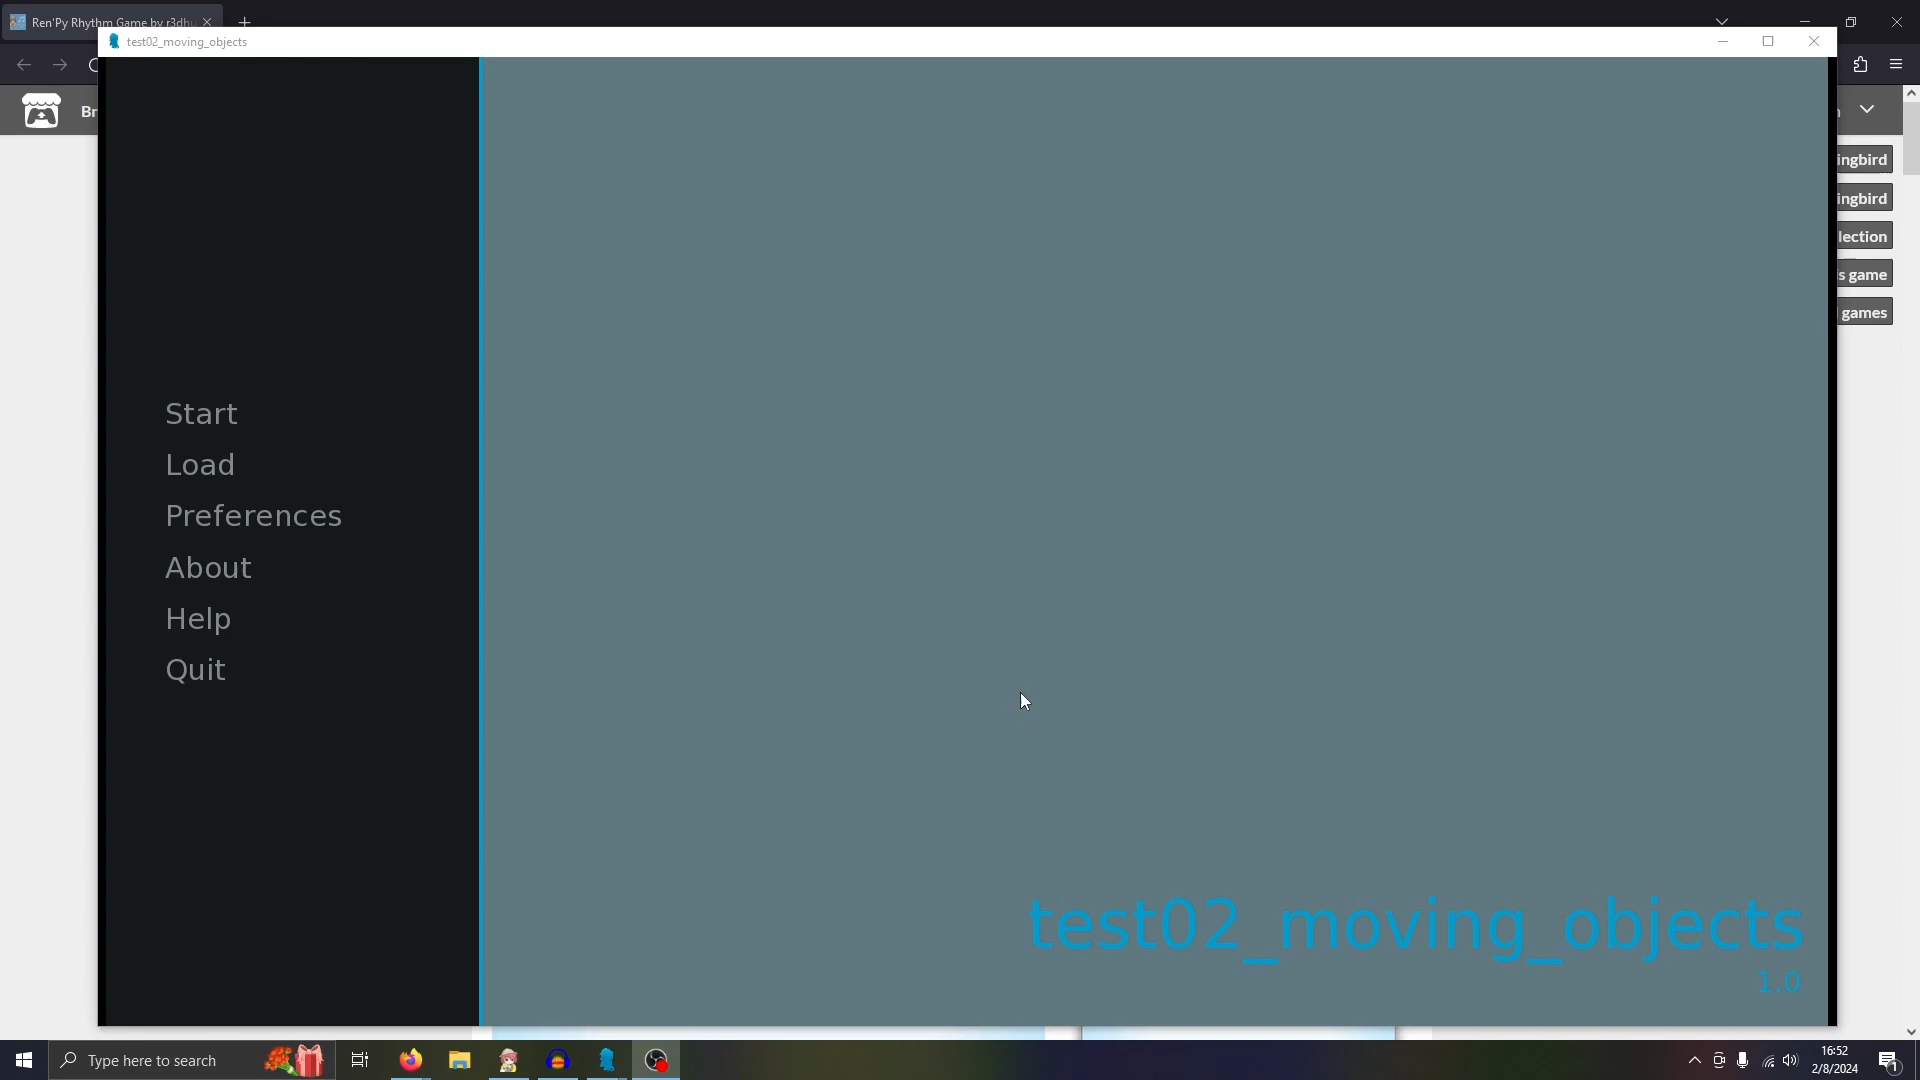 Ren'Py Rhythm Game by r3dhu
test02_moving_objects
Br
ingbird
ingbird
lection
s game
games
Start
Load
Preferences
About
Help
Quit
test02_moving_objects
1.0
Type here to search
16:52
2/8/2024
1